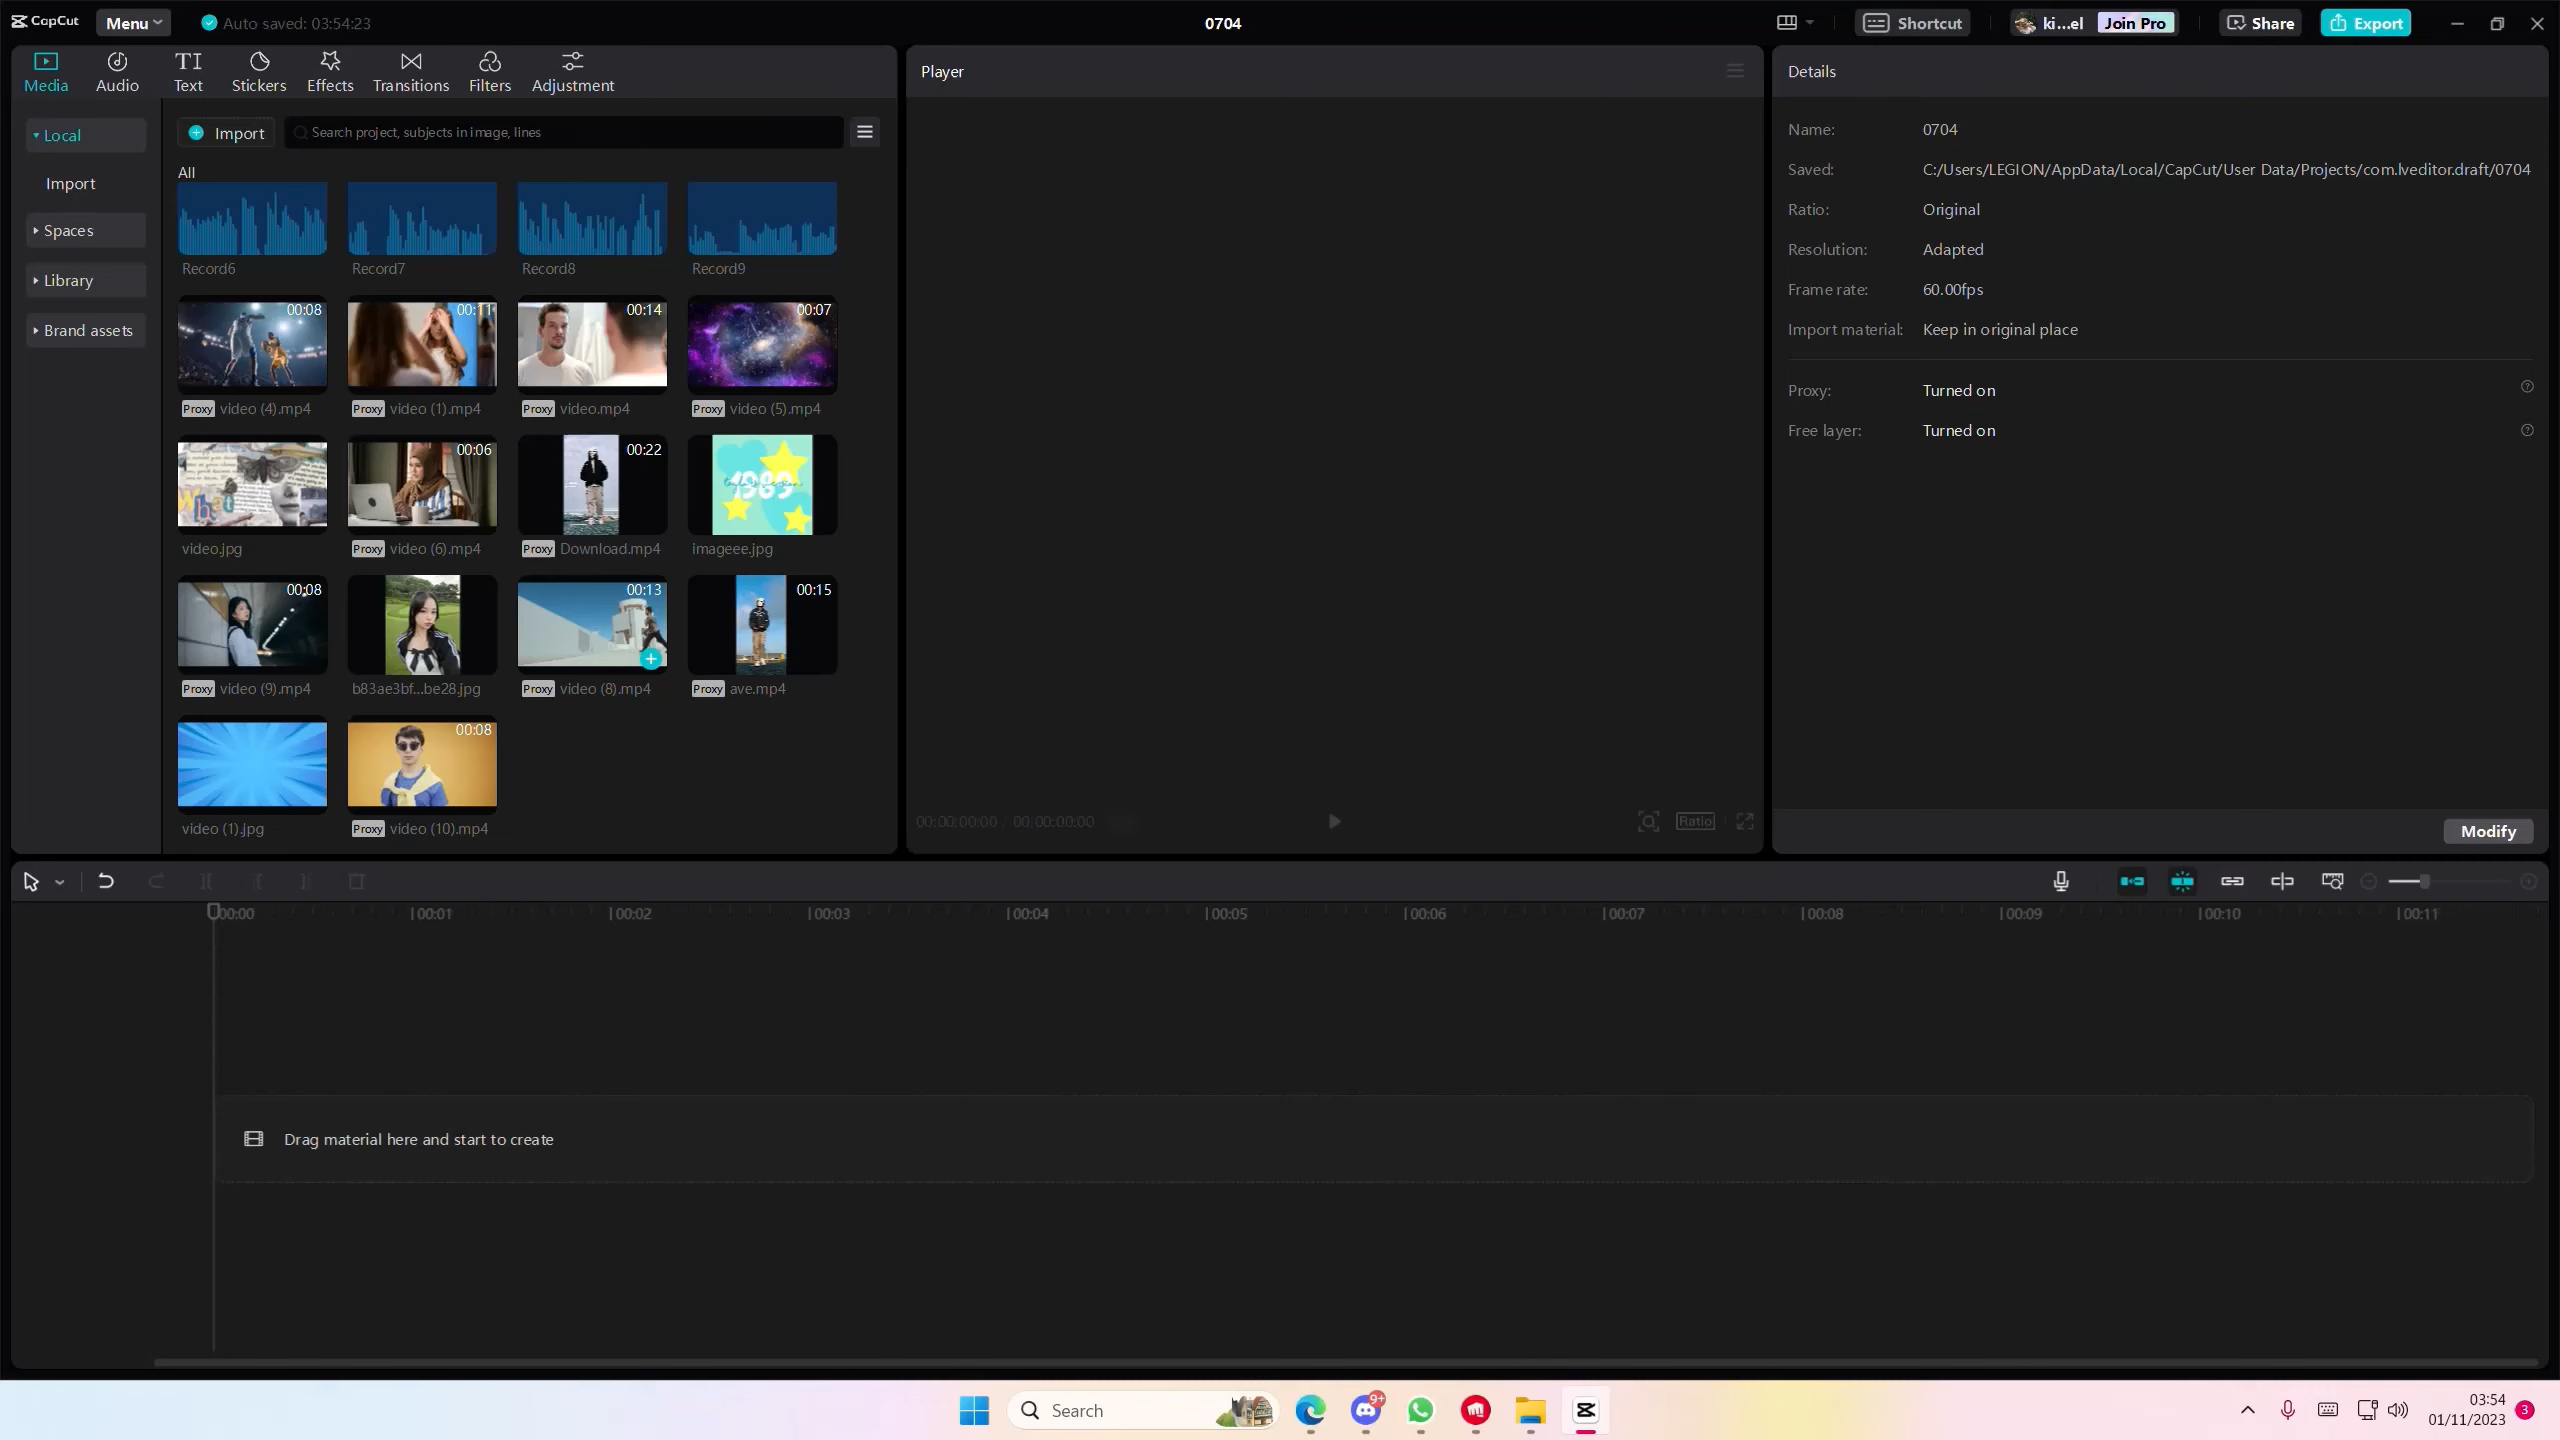 CapCut
Menu
Auto saved: 03:54:23
0704
Shortcut
ki...el
Join Pro
Share
Export
Media
Audio
Text
Stickers
Effects
Transitions
Filters
Adjustment
Player
Details
Local
Import
Search project, subjects in image, lines
Import
Spaces
Library
Brand assets
All
Record6
Record7
Record8
Record9
00:08
00:11
00:14
00:07
Proxy video (4).mp4
Proxy video (1).mp4
Proxy video.mp4
Proxy video (5).mp4
00:06
00:22
What
1989
video.jpg
Proxy video (6).mp4
Proxy Download.mp4
imageee.jpg
00:08
00:13
00:15
Proxy video (9).mp4
b83ae3bf...be28.jpg
Proxy video (8).mp4
Proxy ave.mp4
00:08
video (1).jpg
Proxy video (10).mp4
00:00:00:00 / 00:00:00:00
Ratio
Name: 0704
Saved: C:/Users/LEGION/AppData/Local/CapCut/User Data/Projects/com.lveditor.draft/0704
Ratio: Original
Resolution: Adapted
Frame rate: 60.00fps
Import material: Keep in original place
Proxy: Turned on
Free layer: Turned on
Modify
00:00 00:01 00:02 00:03 00:04 00:05 00:06 00:07 00:08 00:09 00:10 00:11
Drag material here and start to create
Search
9+
03:54
01/11/2023
3